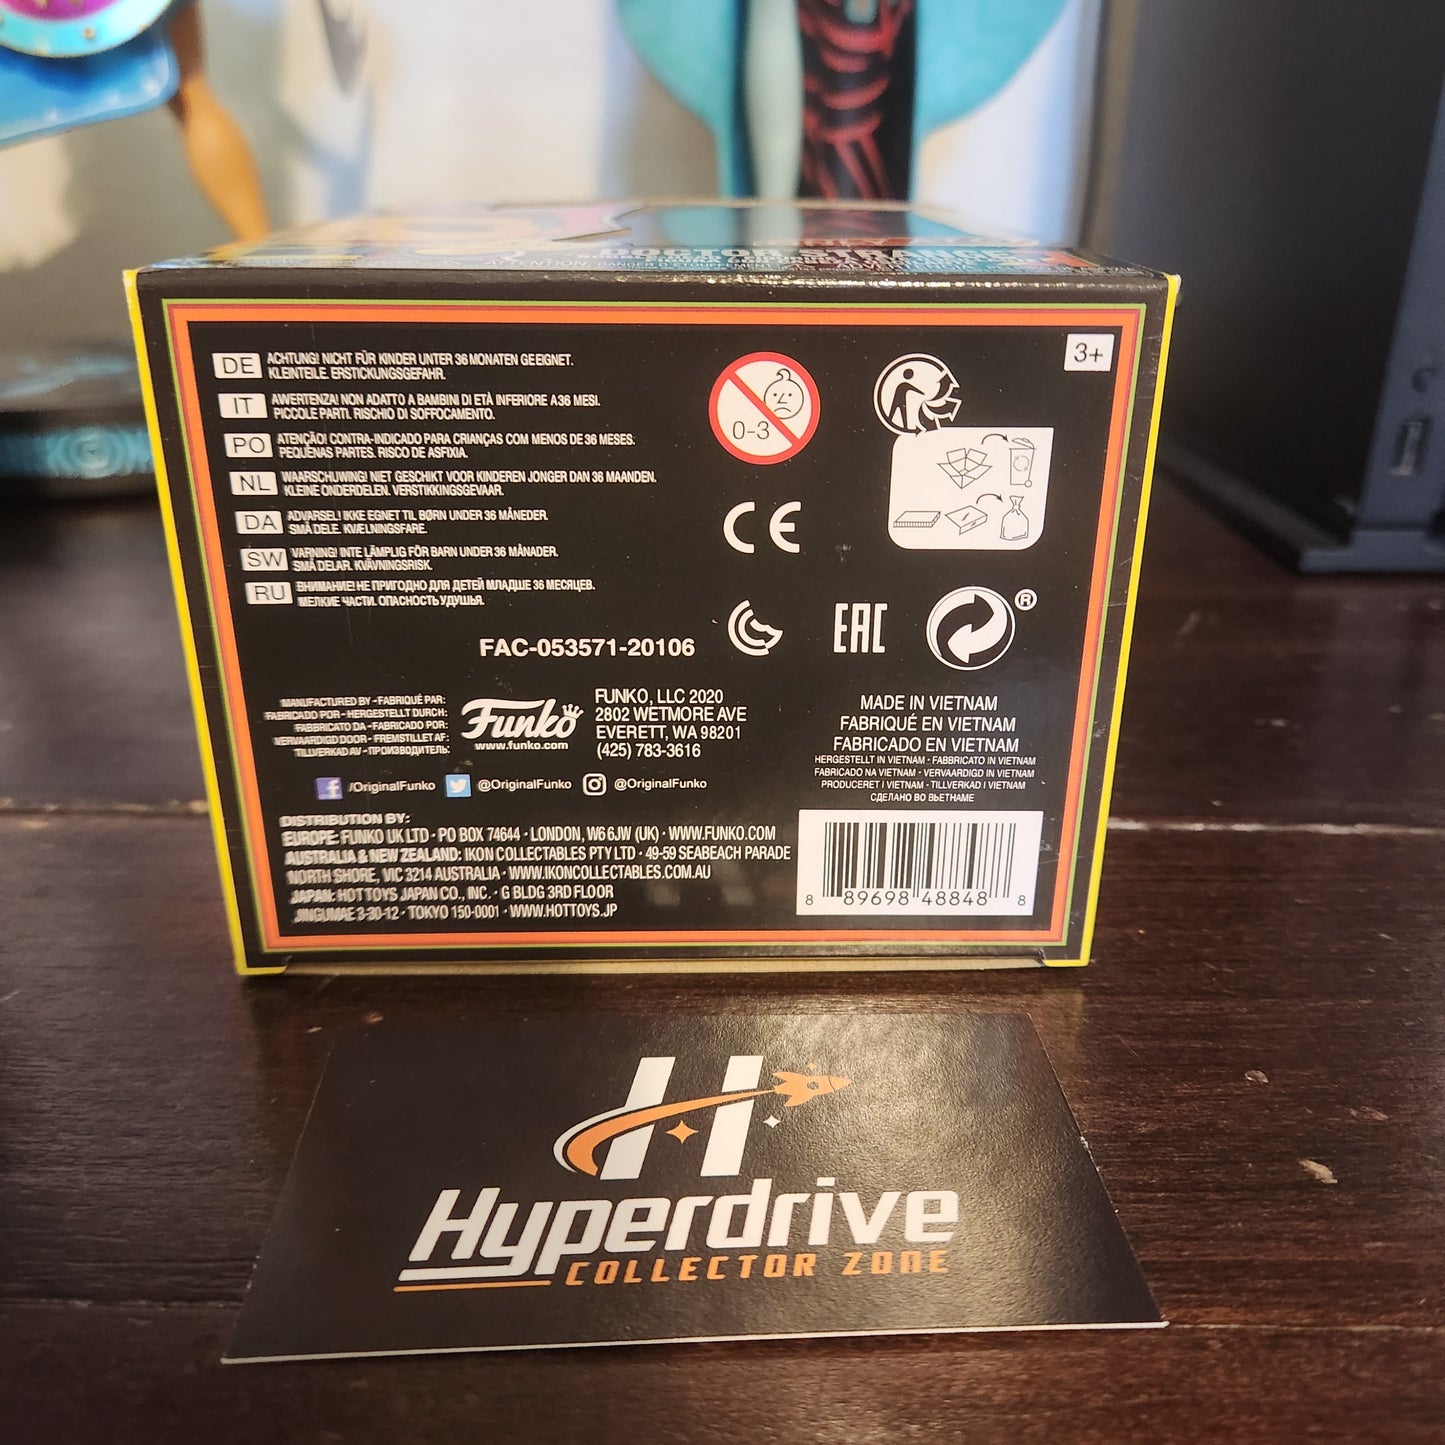 DOCTOR STRANGE
DE ACHTUNG! NICHT FÜR KINDER UNTER 36 MONATEN GEEIGNET.
KLEINTEILE. ERSTICKUNGSGEFAHR.
IT AVVERTENZA! NON ADATTO A BAMBINI DI ETÀ INFERIORE A 36 MESI.
PICCOLE PARTI. RISCHIO DI SOFFOCAMENTO.
PO ATENÇÃO! CONTRA-INDICADO PARA CRIANÇAS COM MENOS DE 36 MESES.
PEQUENAS PARTES. RISCO DE ASFIXIA.
NL WAARSCHUWING! NIET GESCHIKT VOOR KINDEREN JONGER DAN 36 MAANDEN.
KLEINE ONDERDELEN. VERSTIKKINGSGEVAAR.
DA ADVARSEL! IKKE EGNET TIL BØRN UNDER 36 MÅNEDER.
SMÅ DELE. KVÆLNINGSFARE.
SW VARNING! INTE LÄMPLIG FÖR BARN UNDER 36 MÅNADER.
SMÅ DELAR. KVÄVNINGSRISK.
RU ВНИМАНИЕ! НЕ ПРИГОДНО ДЛЯ ДЕТЕЙ МЛАДШЕ 36 МЕСЯЦЕВ.
МЕЛКИЕ ЧАСТИ. ОПАСНОСТЬ УДУШЬЯ.
0-3
3+
CE
FAC-053571-20106
EAC
®
MANUFACTURED BY - FABRIQUÉ PAR:
FABRICADO POR - HERGESTELLT DURCH:
FABBRICATO DA - FABRICADO POR:
VERVAARDIGD DOOR - FREMSTILLET AF:
TILLVERKAD AV - ПРОИЗВОДИТЕЛЬ:
Funko
www.funko.com
FUNKO, LLC 2020
2802 WETMORE AVE
EVERETT, WA 98201
(425) 783-3616
/OriginalFunko @OriginalFunko @OriginalFunko
MADE IN VIETNAM
FABRIQUÉ EN VIETNAM
FABRICADO EN VIETNAM
HERGESTELLT IN VIETNAM · FABBRICATO IN VIETNAM
FABRICADO NA VIETNAM · VERVAARDIGD IN VIETNAM
PRODUCERET I VIETNAM · TILLVERKAD I VIETNAM
СДЕЛАНО ВО ВЬЕТНАМЕ
DISTRIBUTION BY:
EUROPE: FUNKO UK LTD · PO BOX 74644 · LONDON, W6 6JW (UK) · WWW.FUNKO.COM
AUSTRALIA & NEW ZEALAND: IKON COLLECTABLES PTY LTD · 49-59 SEABEACH PARADE
NORTH SHORE, VIC 3214 AUSTRALIA · WWW.IKONCOLLECTABLES.COM.AU
JAPAN: HOT TOYS JAPAN CO., INC. · G BLDG 3RD FLOOR
JINGUMAE 3-30-12 · TOKYO 150-0001 · WWW.HOTTOYS.JP
8 89698 48848 8
H
Hyperdrive
COLLECTOR ZONE